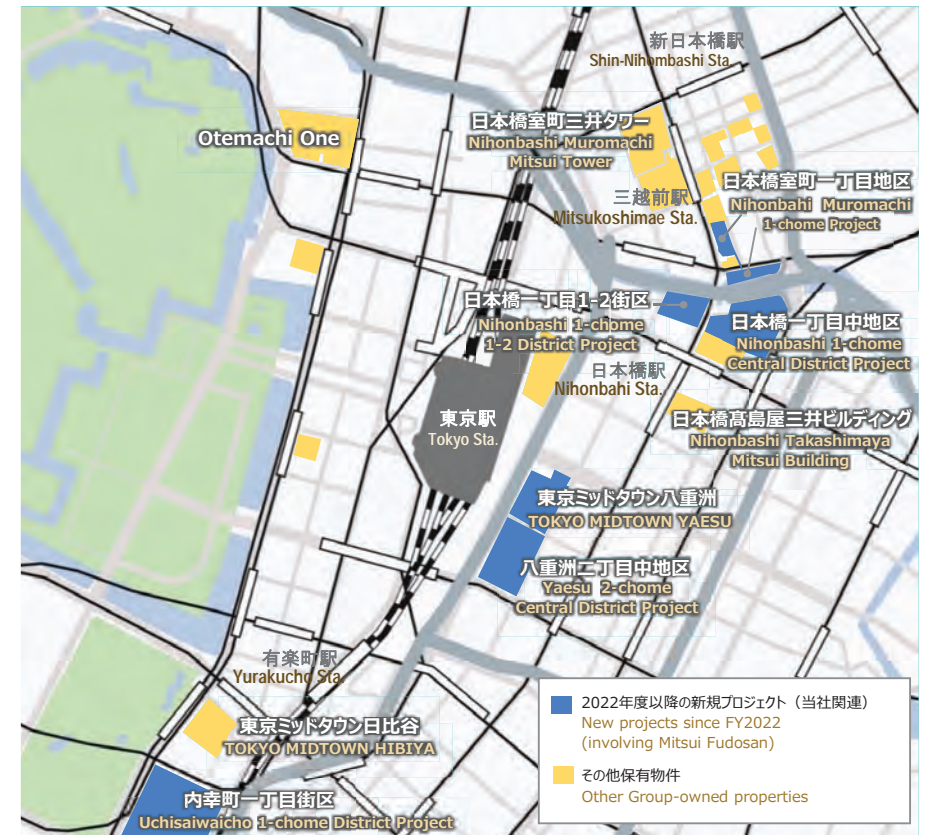 新日本橋駅
Shin-Nihombashi Sta.
Otemachi One
日本橋室町三井タワー
Nihonbashi Muromachi
Mitsui Tower
三越前駅
Mitsukoshimae Sta.
日本橋室町一丁目地区
Nihonbahi Muromachi
1-chome Project
日本橋一丁目1-2街区
Nihonbashi 1-chome
1-2 District Project
日本橋一丁目中地区
Nihonbashi 1-chome
Central District Project
日本橋駅
Nihonbahi Sta.
東京駅
Tokyo Sta.
日本橋髙島屋三井ビルディング
Nihonbashi Takashimaya
Mitsui Building
東京ミッドタウン八重洲
TOKYO MIDTOWN YAESU
八重洲二丁目中地区
Yaesu 2-chome
Central District Project
有楽町駅
Yurakucho Sta.
東京ミッドタウン日比谷
TOKYO MIDTOWN HIBIYA
内幸町一丁目街区
Uchisaiwaicho 1-chome District Project
2022年度以降の新規プロジェクト（当社関連）
New projects since FY2022
(involving Mitsui Fudosan)
その他保有物件
Other Group-owned properties